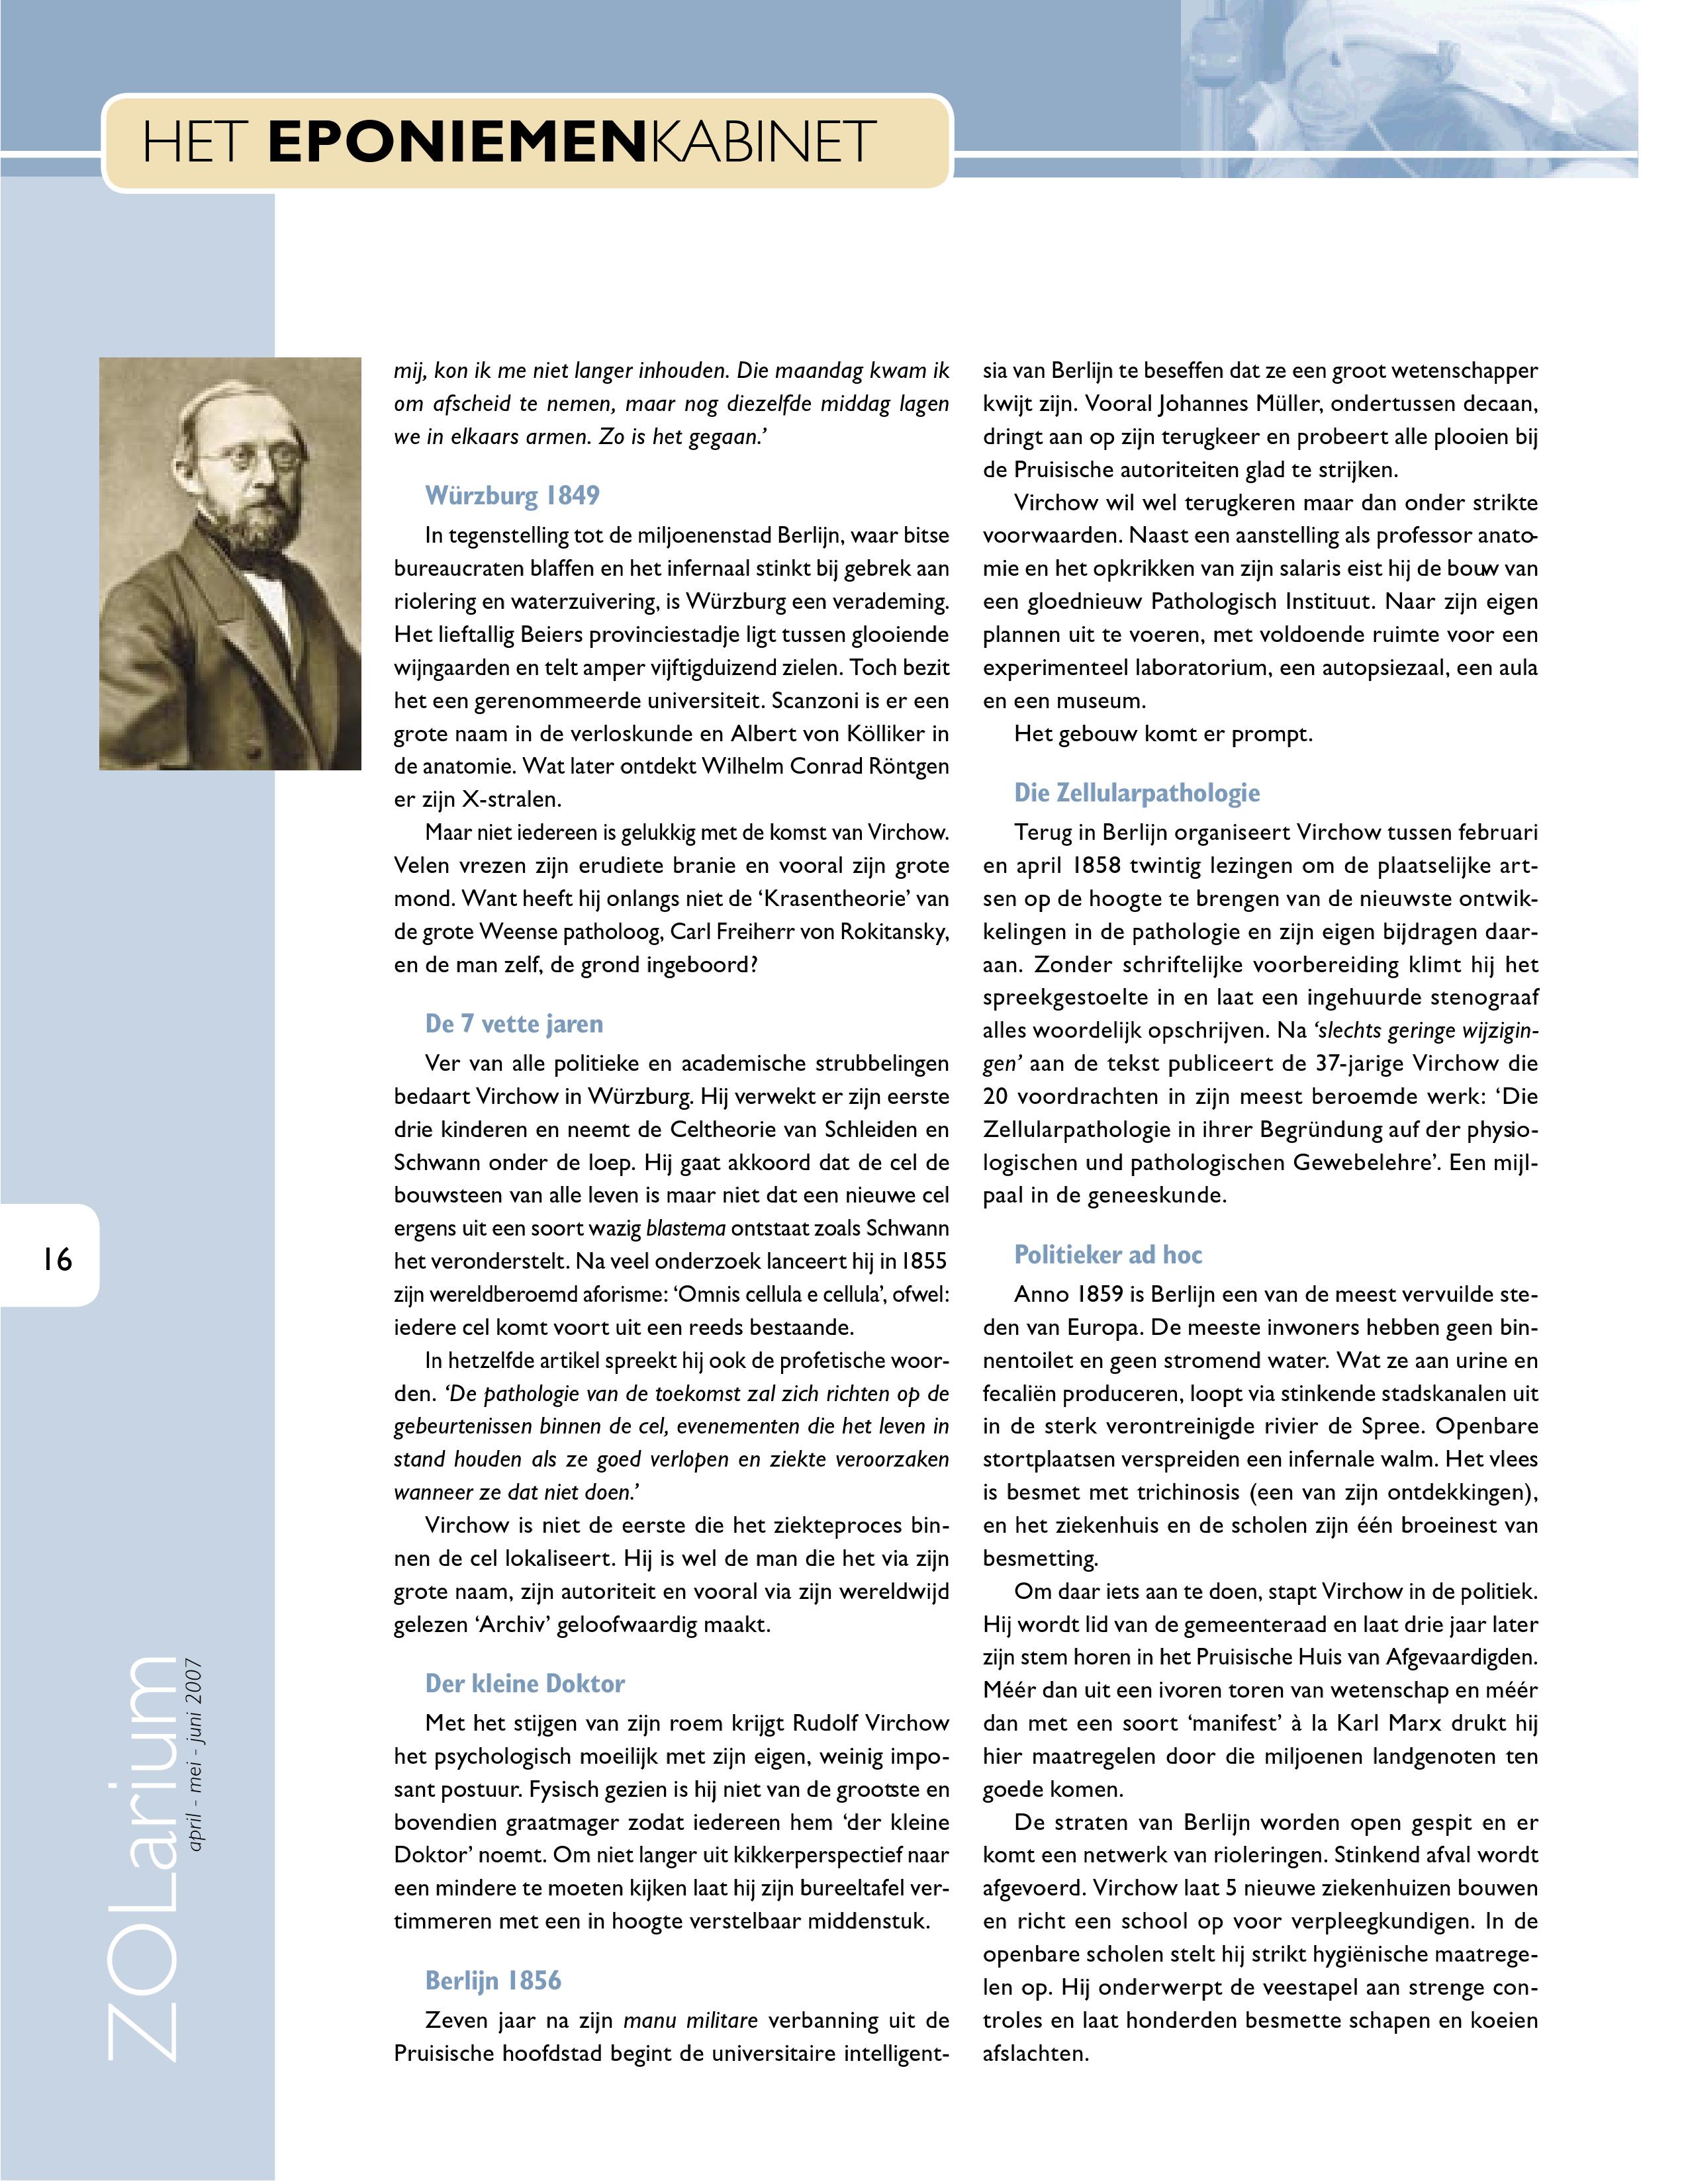 HET EPONIEMENKABINET
mij, kon ik me niet langer inhouden. Die maandag kwam ik
om afscheid te nemen, maar nog diezelfde middag lagen
we in elkaars armen. Zo is het gegaan.’
Würzburg 1849
In tegenstelling tot de miljoenenstad Berlijn, waar bitse
bureaucraten blaffen en het infernaal stinkt bij gebrek aan
riolering en waterzuivering, is Würzburg een verademing.
Het lieftallig Beiers provinciestadje ligt tussen glooiende
wijngaarden en telt amper vijftigduizend zielen. Toch bezit
het een gerenommeerde universiteit. Scanzoni is er een
grote naam in de verloskunde en Albert von Kölliker in
de anatomie. Wat later ontdekt Wilhelm Conrad Röntgen
er zijn X-stralen.
Maar niet iedereen is gelukkig met de komst van Virchow.
Velen vrezen zijn erudiete branie en vooral zijn grote
mond. Want heeft hij onlangs niet de ‘Krasentheorie’ van
de grote Weense patholoog, Carl Freiherr von Rokitansky,
en de man zelf, de grond ingeboord?
De 7 vette jaren
Ver van alle politieke en academische strubbelingen
bedaart Virchow in Würzburg. Hij verwekt er zijn eerste
drie kinderen en neemt de Celtheorie van Schleiden en
Schwann onder de loep. Hij gaat akkoord dat de cel de
bouwsteen van alle leven is maar niet dat een nieuwe cel
ergens uit een soort wazig blastema ontstaat zoals Schwann
het veronderstelt. Na veel onderzoek lanceert hij in 1855
zijn wereldberoemd aforisme: ‘Omnis cellula e cellula’, ofwel:
iedere cel komt voort uit een reeds bestaande.
In hetzelfde artikel spreekt hij ook de profetische woor-
den. ‘De pathologie van de toekomst zal zich richten op de
gebeurtenissen binnen de cel, evenementen die het leven in
stand houden als ze goed verlopen en ziekte veroorzaken
wanneer ze dat niet doen.’
Virchow is niet de eerste die het ziekteproces bin-
nen de cel lokaliseert. Hij is wel de man die het via zijn
grote naam, zijn autoriteit en vooral via zijn wereldwijd
gelezen ‘Archiv’ geloofwaardig maakt.
Der kleine Doktor
Met het stijgen van zijn roem krijgt Rudolf Virchow
het psychologisch moeilijk met zijn eigen, weinig impo-
sant postuur. Fysisch gezien is hij niet van de grootste en
bovendien graatmager zodat iedereen hem ‘der kleine
Doktor’ noemt. Om niet langer uit kikkerperspectief naar
een mindere te moeten kijken laat hij zijn bureeltafel ver-
timmeren met een in hoogte verstelbaar middenstuk.
Berlijn 1856
Zeven jaar na zijn manu militare verbanning uit de
Pruisische hoofdstad begint de universitaire intelligent-
sia van Berlijn te beseffen dat ze een groot wetenschapper
kwijt zijn. Vooral Johannes Müller, ondertussen decaan,
dringt aan op zijn terugkeer en probeert alle plooien bij
de Pruisische autoriteiten glad te strijken.
Virchow wil wel terugkeren maar dan onder strikte
voorwaarden. Naast een aanstelling als professor anato-
mie en het opkrikken van zijn salaris eist hij de bouw van
een gloednieuw Pathologisch Instituut. Naar zijn eigen
plannen uit te voeren, met voldoende ruimte voor een
experimenteel laboratorium, een autopsiezaal, een aula
en een museum.
Het gebouw komt er prompt.
Die Zellularpathologie
Terug in Berlijn organiseert Virchow tussen februari
en april 1858 twintig lezingen om de plaatselijke art-
sen op de hoogte te brengen van de nieuwste ontwik-
kelingen in de pathologie en zijn eigen bijdragen daar-
aan. Zonder schriftelijke voorbereiding klimt hij het
spreekgestoelte in en laat een ingehuurde stenograaf
alles woordelijk opschrijven. Na ‘slechts geringe wijzigin-
gen’ aan de tekst publiceert de 37-jarige Virchow die
20 voordrachten in zijn meest beroemde werk: ‘Die
Zellularpathologie in ihrer Begründung auf der physio-
logischen und pathologischen Gewebelehre’. Een mijl-
paal in de geneeskunde.
Politieker ad hoc
Anno 1859 is Berlijn een van de meest vervuilde ste-
den van Europa. De meeste inwoners hebben geen bin-
nentoilet en geen stromend water. Wat ze aan urine en
fecaliën produceren, loopt via stinkende stadskanalen uit
in de sterk verontreinigde rivier de Spree. Openbare
stortplaatsen verspreiden een infernale walm. Het vlees
is besmet met trichinosis (een van zijn ontdekkingen),
en het ziekenhuis en de scholen zijn één broeinest van
besmetting.
Om daar iets aan te doen, stapt Virchow in de politiek.
Hij wordt lid van de gemeenteraad en laat drie jaar later
zijn stem horen in het Pruisische Huis van Afgevaardigden.
Méér dan uit een ivoren toren van wetenschap en méér
dan met een soort ‘manifest’ à la Karl Marx drukt hij
hier maatregelen door die miljoenen landgenoten ten
goede komen.
De straten van Berlijn worden open gespit en er
komt een netwerk van rioleringen. Stinkend afval wordt
afgevoerd. Virchow laat 5 nieuwe ziekenhuizen bouwen
en richt een school op voor verpleegkundigen. In de
openbare scholen stelt hij strikt hygiënische maatrege-
len op. Hij onderwerpt de veestapel aan strenge con-
troles en laat honderden besmette schapen en koeien
afslachten.
16
ZOLarium
april - mei - juni 2007